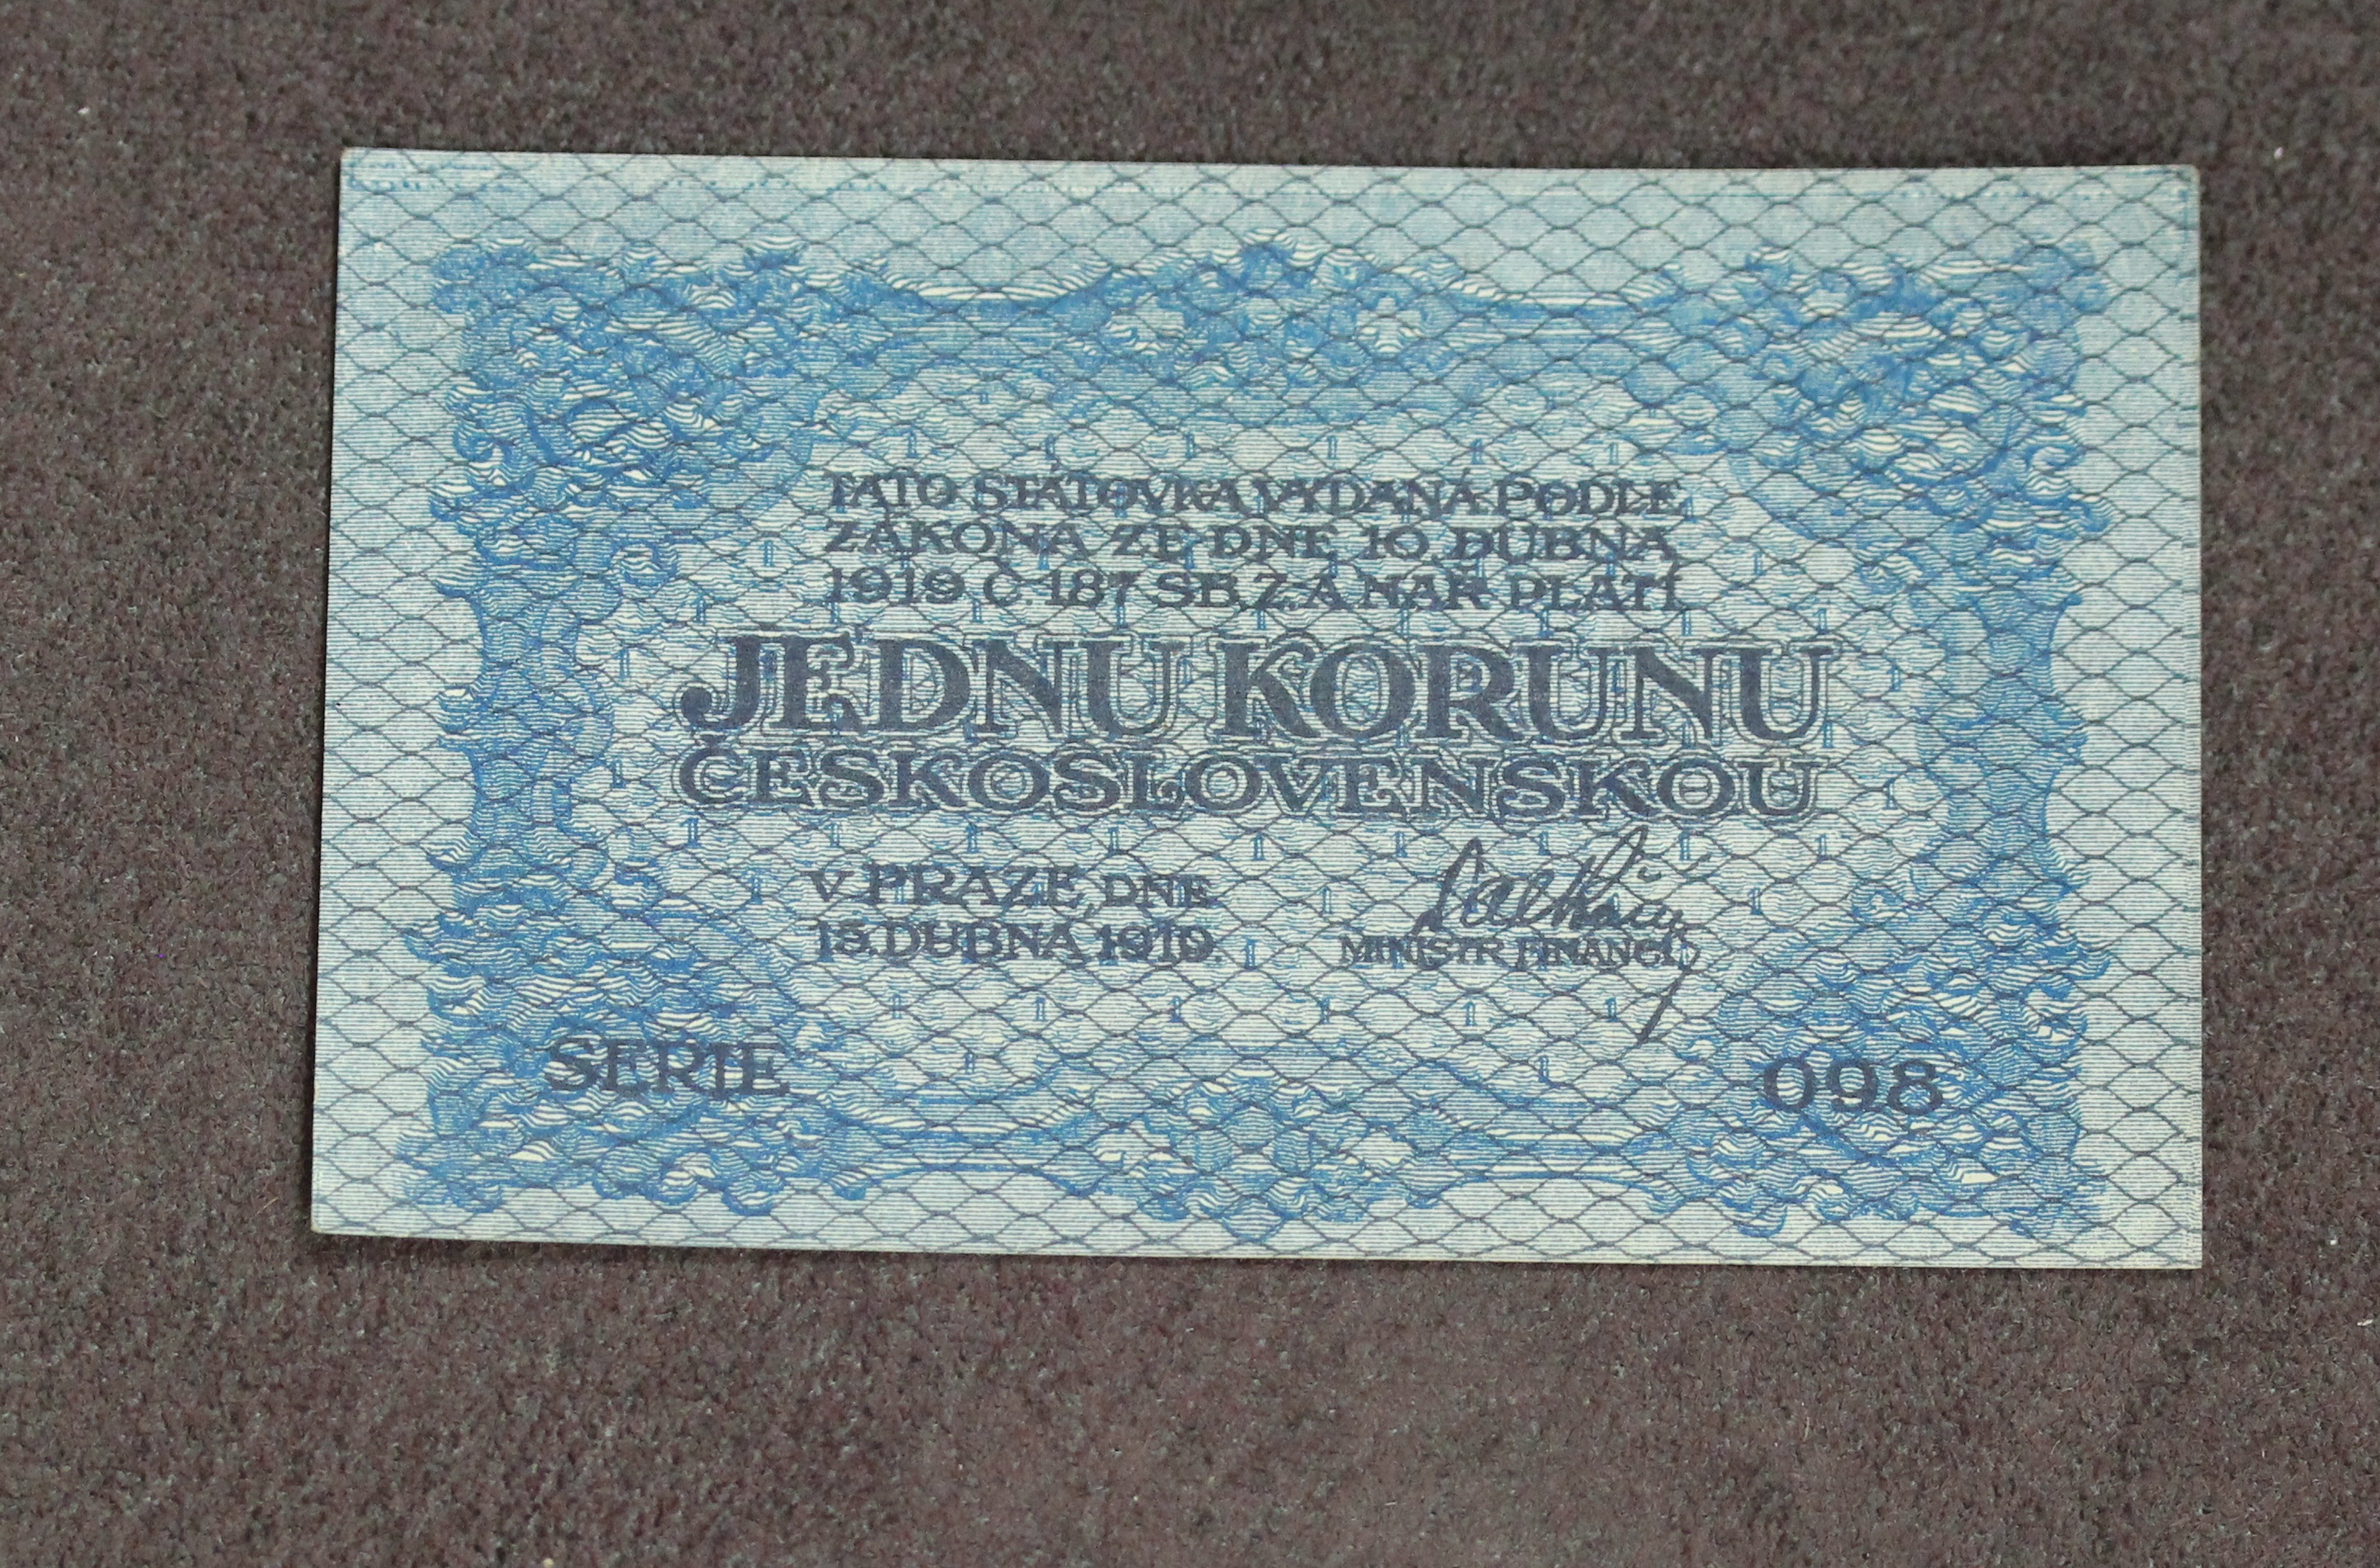 TATO STÁTOVKA VYDANÁ PODLE
ZÁKONA ZE DNE 10. DUBNA
1919 Č. 187 SB. Z. A NAŘ. PLATÍ
JEDNU KORUNU
ČESKOSLOVENSKOU
V PRAZE, DNE
15. DUBNA 1919.
MINISTR FINANCÍ
SERIE
098